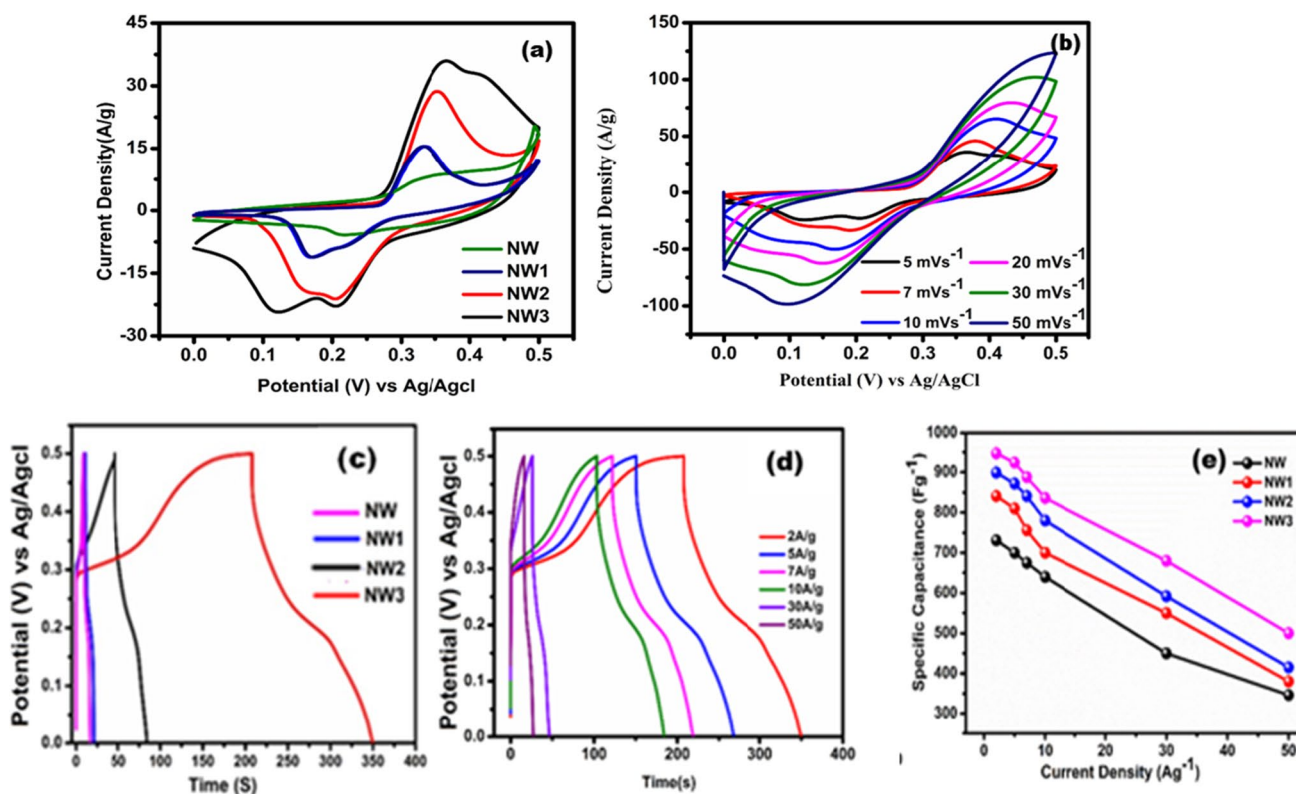 45
30
15
0
-15
-30
Current Density(A/g)
(a)
NW
NW1
NW2
NW3
0.0 0.1 0.2 0.3 0.4 0.5
Potential (V) vs Ag/Agcl
150
125
100
75
50
25
0
-25
-50
-75
-100
-125
Current Density (A/g)
(b)
5 mVs⁻¹ 20 mVs⁻¹
7 mVs⁻¹ 30 mVs⁻¹
10 mVs⁻¹ 50 mVs⁻¹
0.0 0.1 0.2 0.3 0.4 0.5
Potential (V) vs Ag/AgCl
0.5
0.4
0.3
0.2
0.1
0.0
Potential (V) vs Ag/Agcl
(c)
NW
NW1
NW2
NW3
0 50 100 150 200 250 300 350 400
Time (S)
0.5
0.4
0.3
0.2
0.1
0.0
Potential (V) vs Ag/Agcl
(d)
2A/g
5A/g
7A/g
10A/g
30A/g
50A/g
0 100 200 300 400
Time(s)
1000
900
800
700
600
500
400
300
Specific Capacitance (Fg⁻¹)
(e)
NW
NW1
NW2
NW3
0 10 20 30 40 50
Current Density (Ag⁻¹)